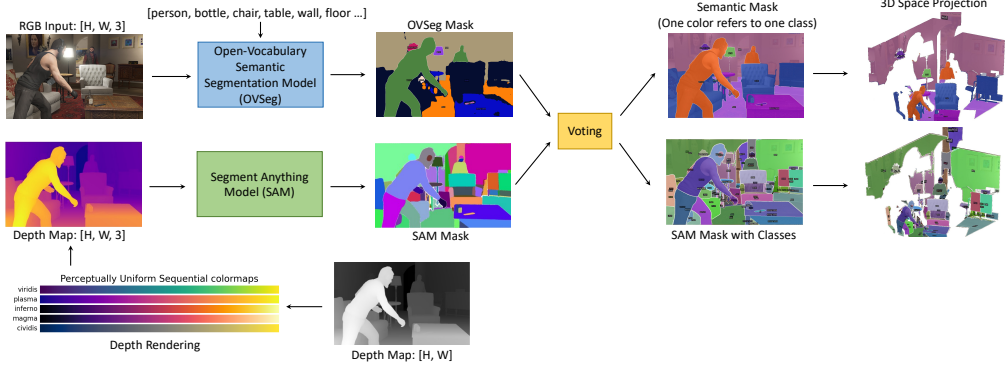 [person, bottle, chair, table, wall, floor ...]
RGB Input: [H, W, 3]
Open-Vocabulary
Semantic
Segmentation Model
(OVSeg)
OVSeg Mask
Semantic Mask
(One color refers to one class)
3D Space Projection
Voting
Segment Anything
Model (SAM)
Depth Map: [H, W, 3]
SAM Mask
SAM Mask with Classes
Perceptually Uniform Sequential colormaps
viridis
plasma
inferno
magma
cividis
Depth Rendering
Depth Map: [H, W]